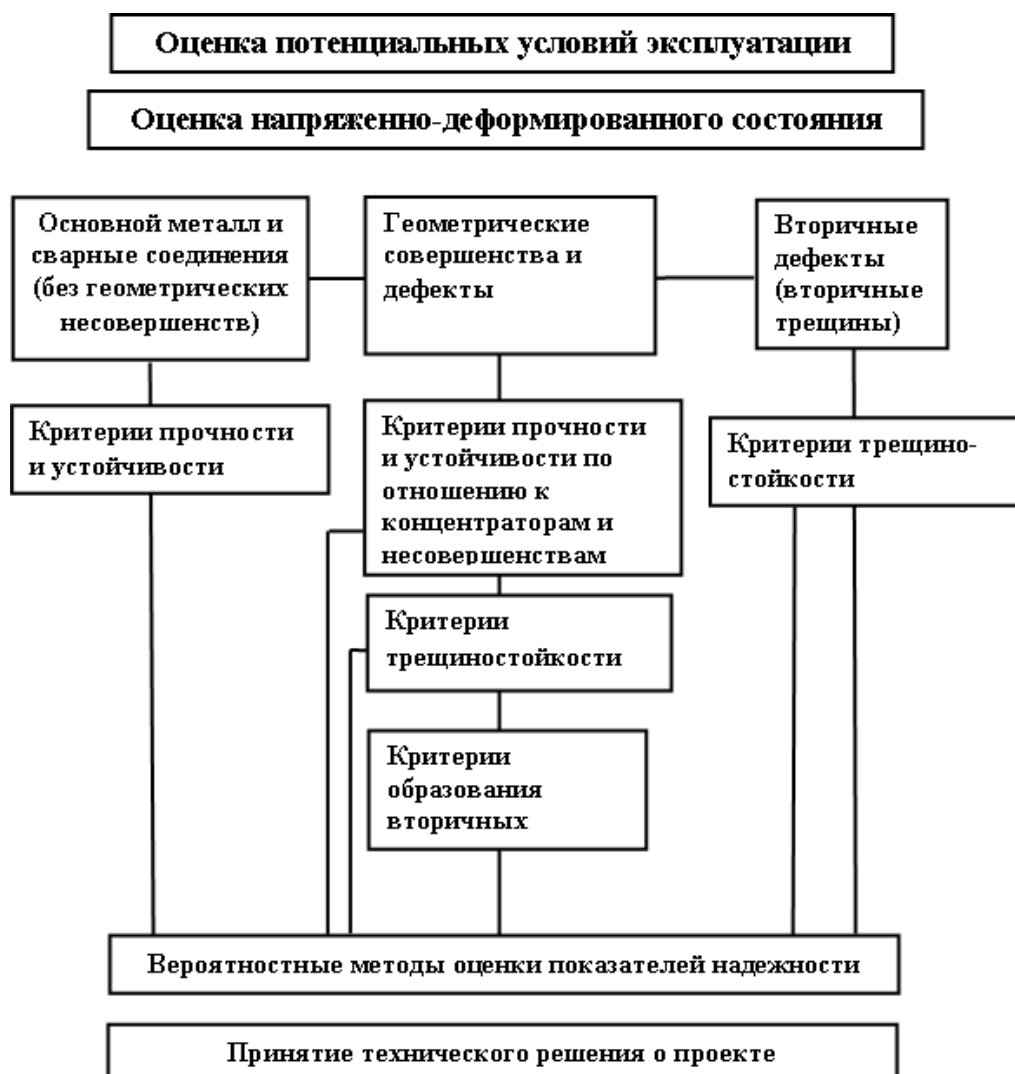 Оценка потенциальных условий эксплуатации
Оценка напряженно-деформированного состояния
Основной металл и
сварные соединения
(без геометрических
несовершенств)
Геометрические
совершенства и
дефекты
Вторичные
дефекты
(вторичные
трещины)
Критерии прочности
и устойчивости
Критерии прочности
и устойчивости по
отношению к
концентраторам и
несовершенствам
Критерии трещино-
стойкости
Критерии
трещиностойкости
Критерии
образования
вторичных
Вероятностные методы оценки показателей надежности
Принятие технического решения о проекте